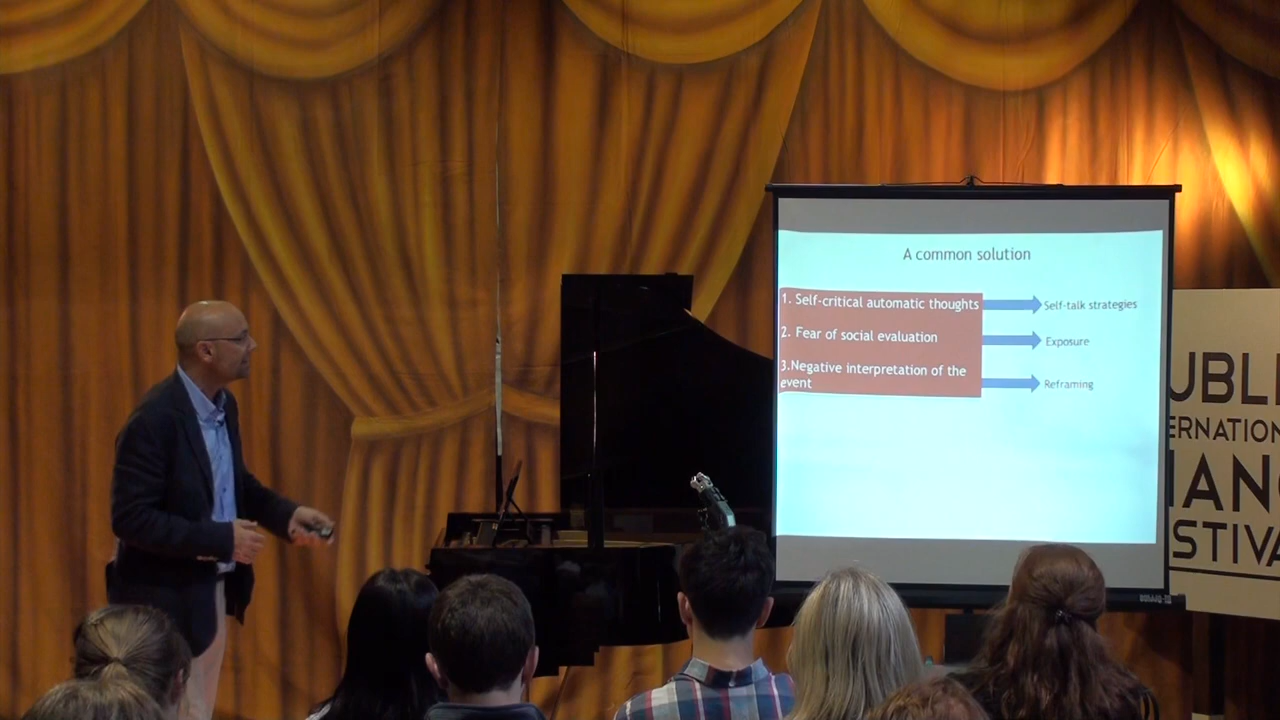 A common solution
1. Self-critical automatic thoughts
Self-talk strategies
2. Fear of social evaluation
Exposure
3.Negative interpretation of the
event
Reframing
UBLI
ERNATION
IANO
STIVA